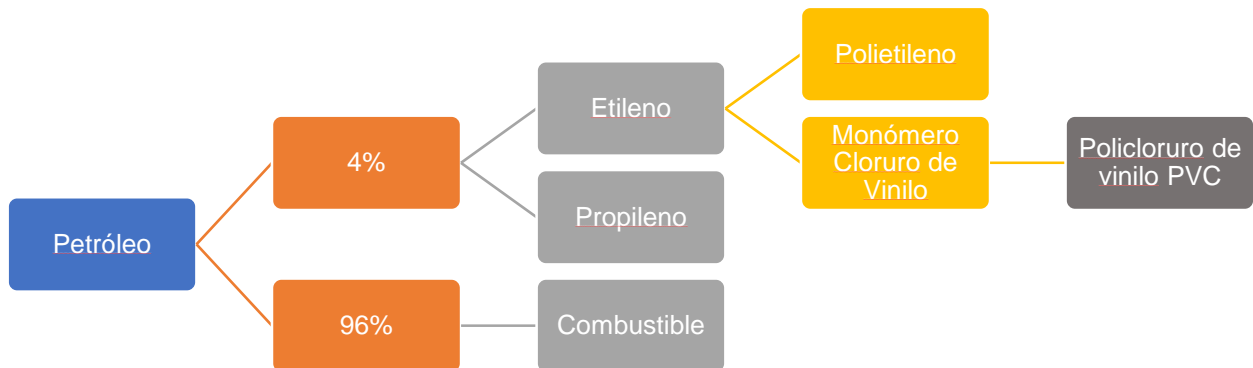 Petróleo
4%
96%
Etileno
Propileno
Combustible
Polietileno
Monómero
Cloruro de
Vinilo
Policloruro de
vinilo PVC